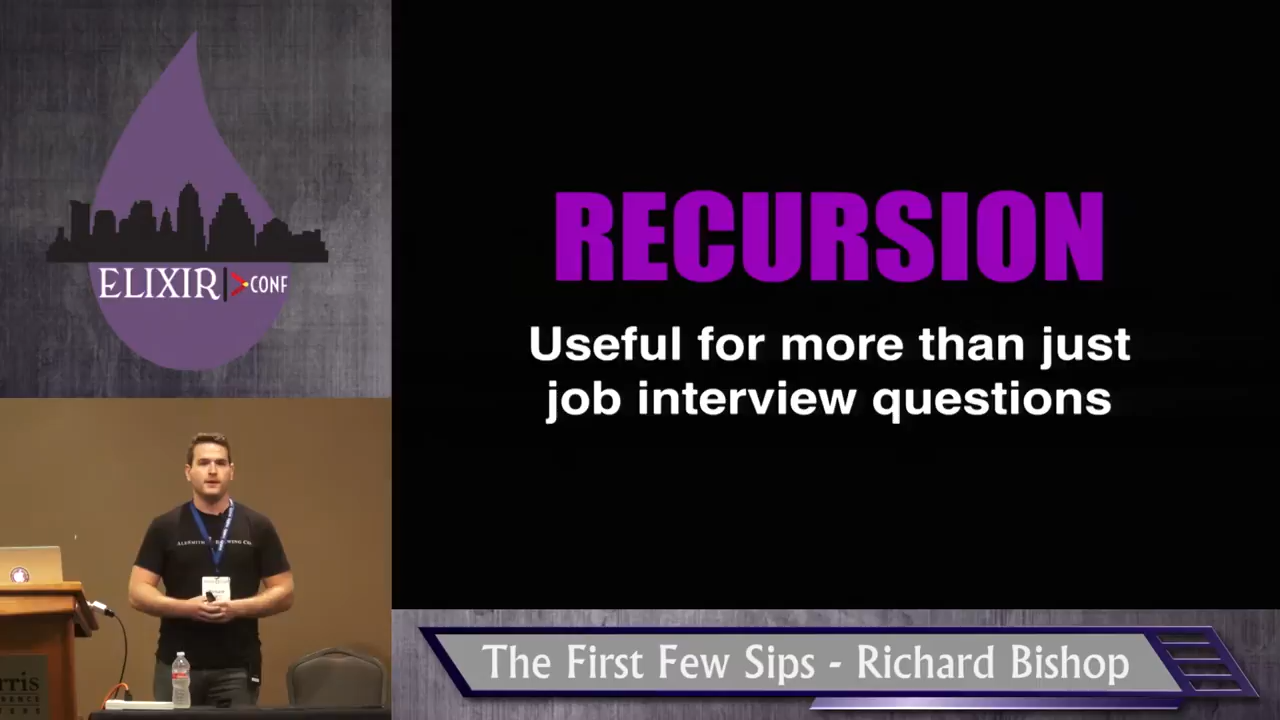 ELIXIR CONF
RECURSION
Useful for more than just
job interview questions
The First Few Sips - Richard Bishop